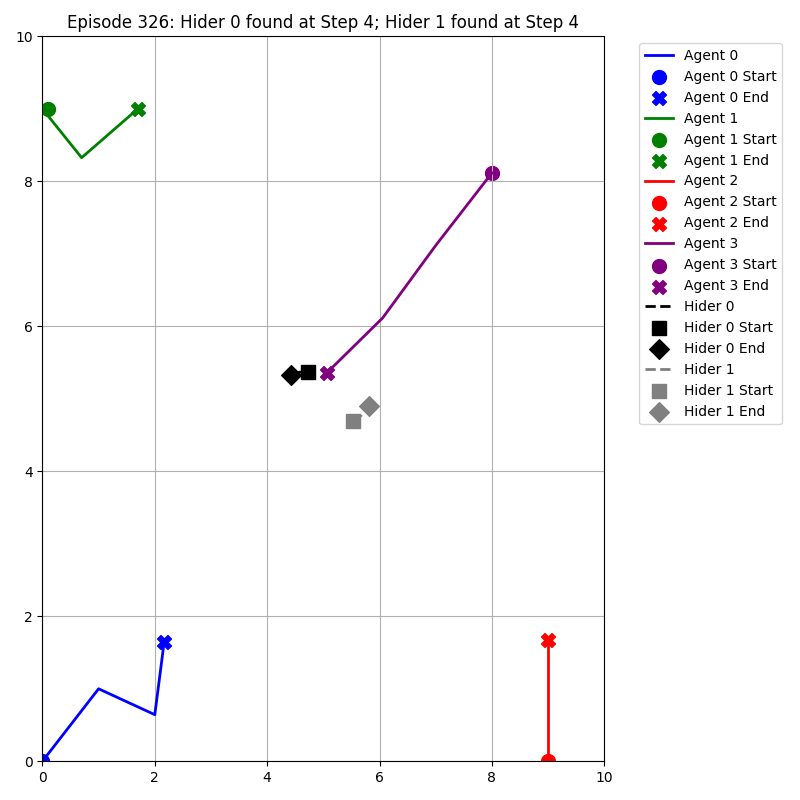 Episode 326: Hider 0 found at Step 4; Hider 1 found at Step 4
10
8
6
4
2
0
0 2 4 6 8 10
Agent 0
Agent 0 Start
Agent 0 End
Agent 1
Agent 1 Start
Agent 1 End
Agent 2
Agent 2 Start
Agent 2 End
Agent 3
Agent 3 Start
Agent 3 End
Hider 0
Hider 0 Start
Hider 0 End
Hider 1
Hider 1 Start
Hider 1 End